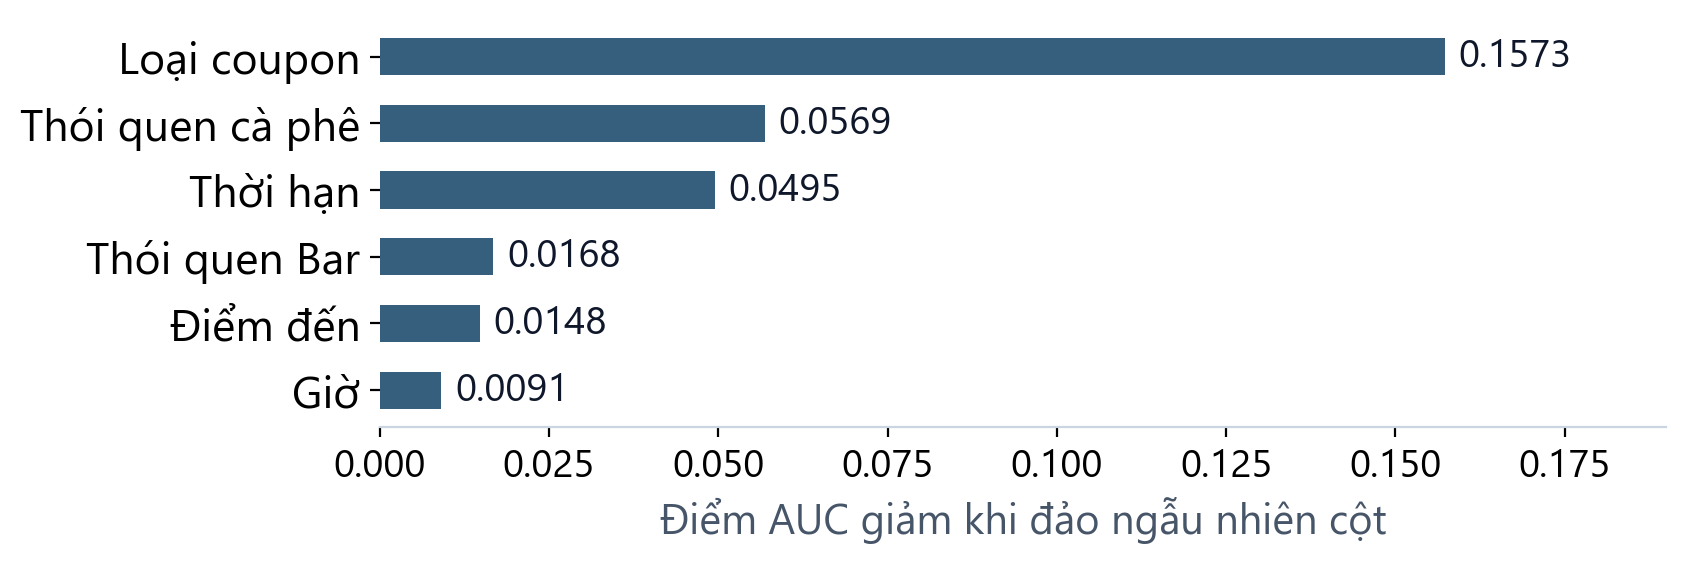 Loại coupon 0.1573
Thói quen cà phê 0.0569
Thời hạn 0.0495
Thói quen Bar 0.0168
Điểm đến 0.0148
Giờ 0.0091
0.000 0.025 0.050 0.075 0.100 0.125 0.150 0.175
Điểm AUC giảm khi đảo ngẫu nhiên cột